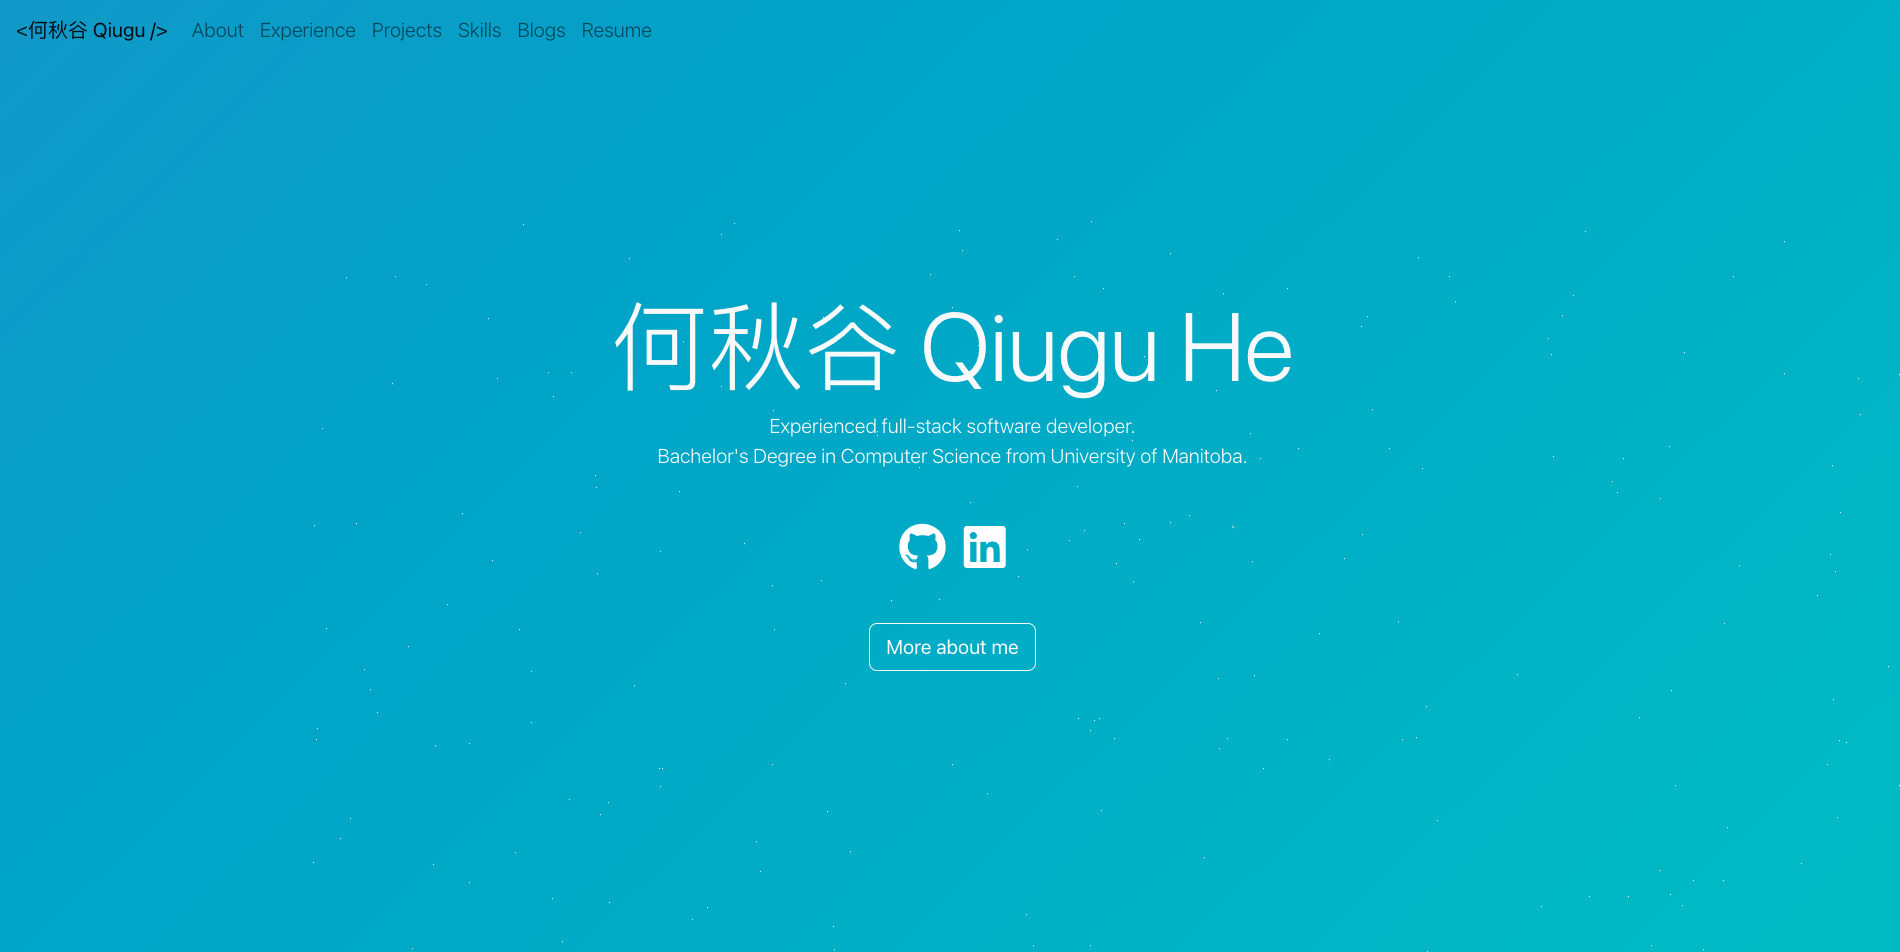 <何秋谷 Qiugu /> About Experience Projects Skills Blogs Resume
何秋谷 Qiugu He
Experienced full-stack software developer.
Bachelor's Degree in Computer Science from University of Manitoba.
in
More about me